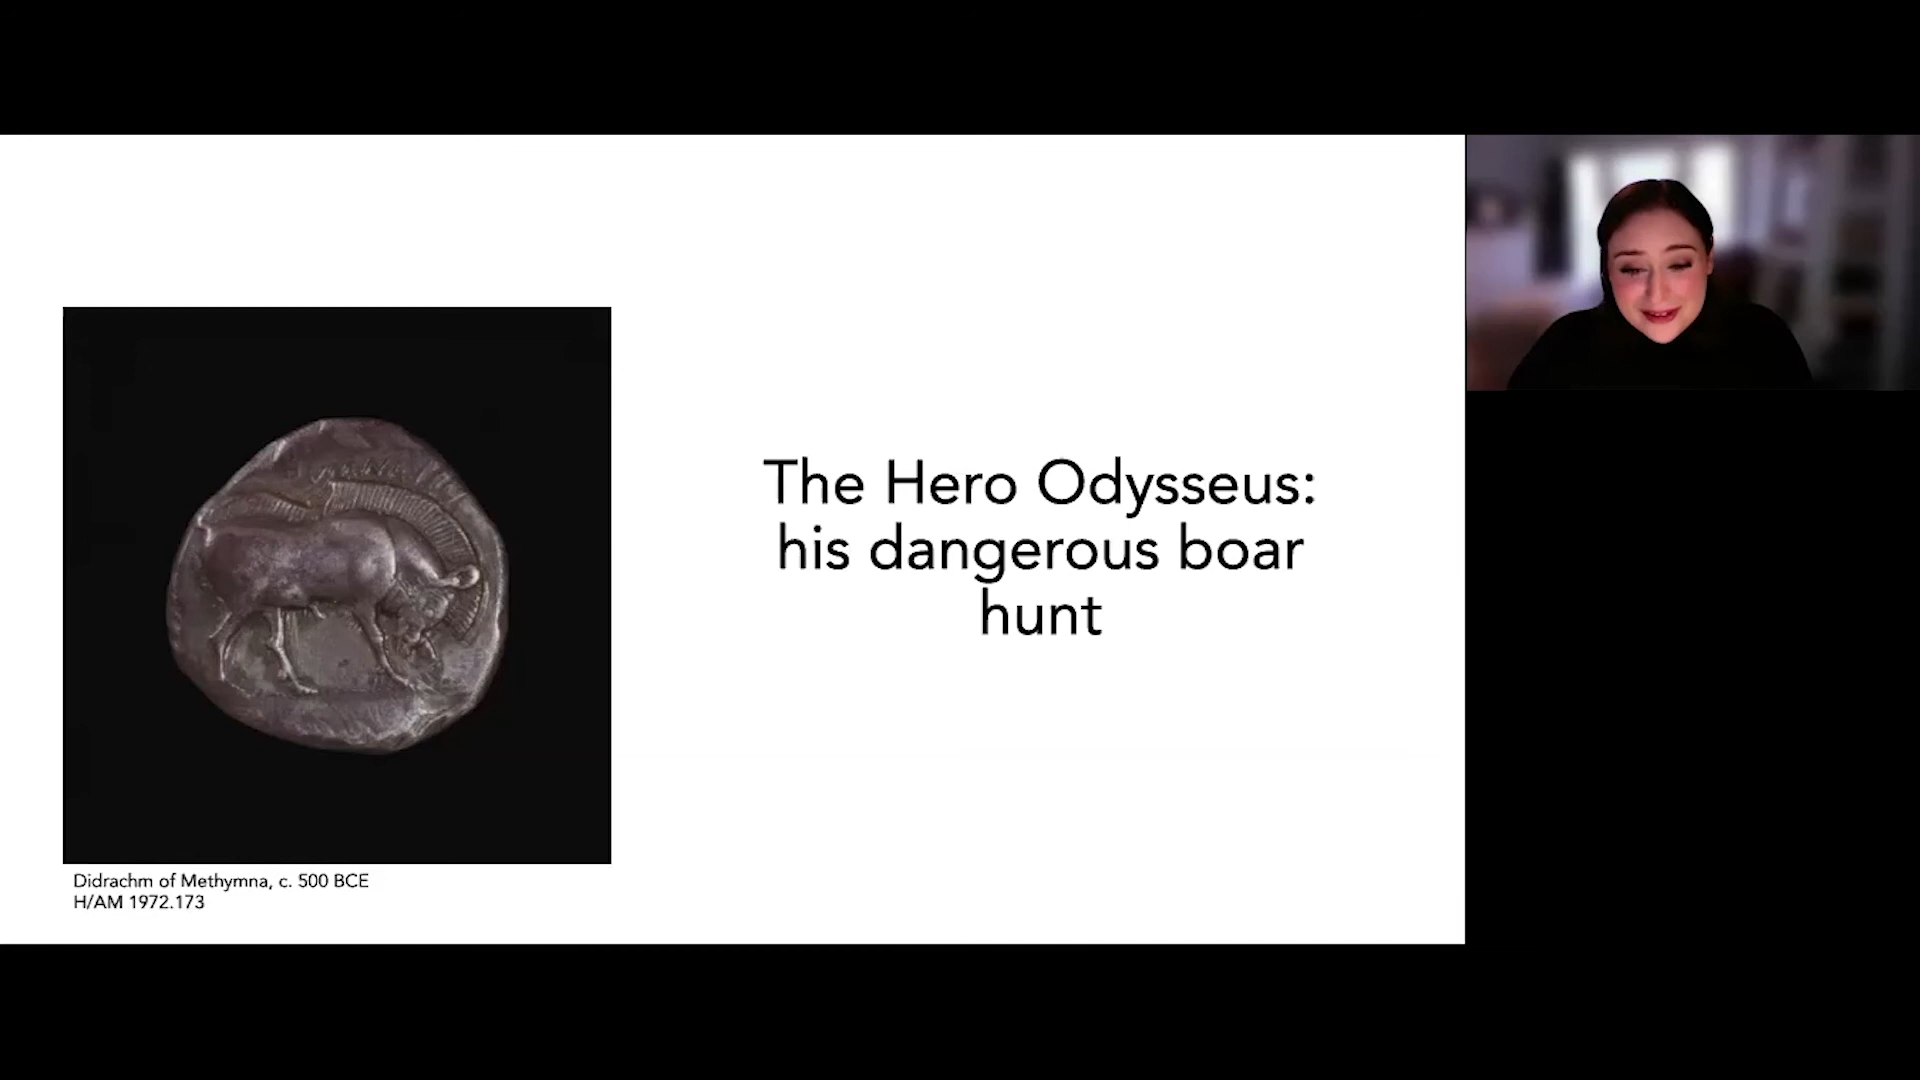 The Hero Odysseus:
his dangerous boar
hunt
Didrachm of Methymna, c. 500 BCE
H/AM 1972.173